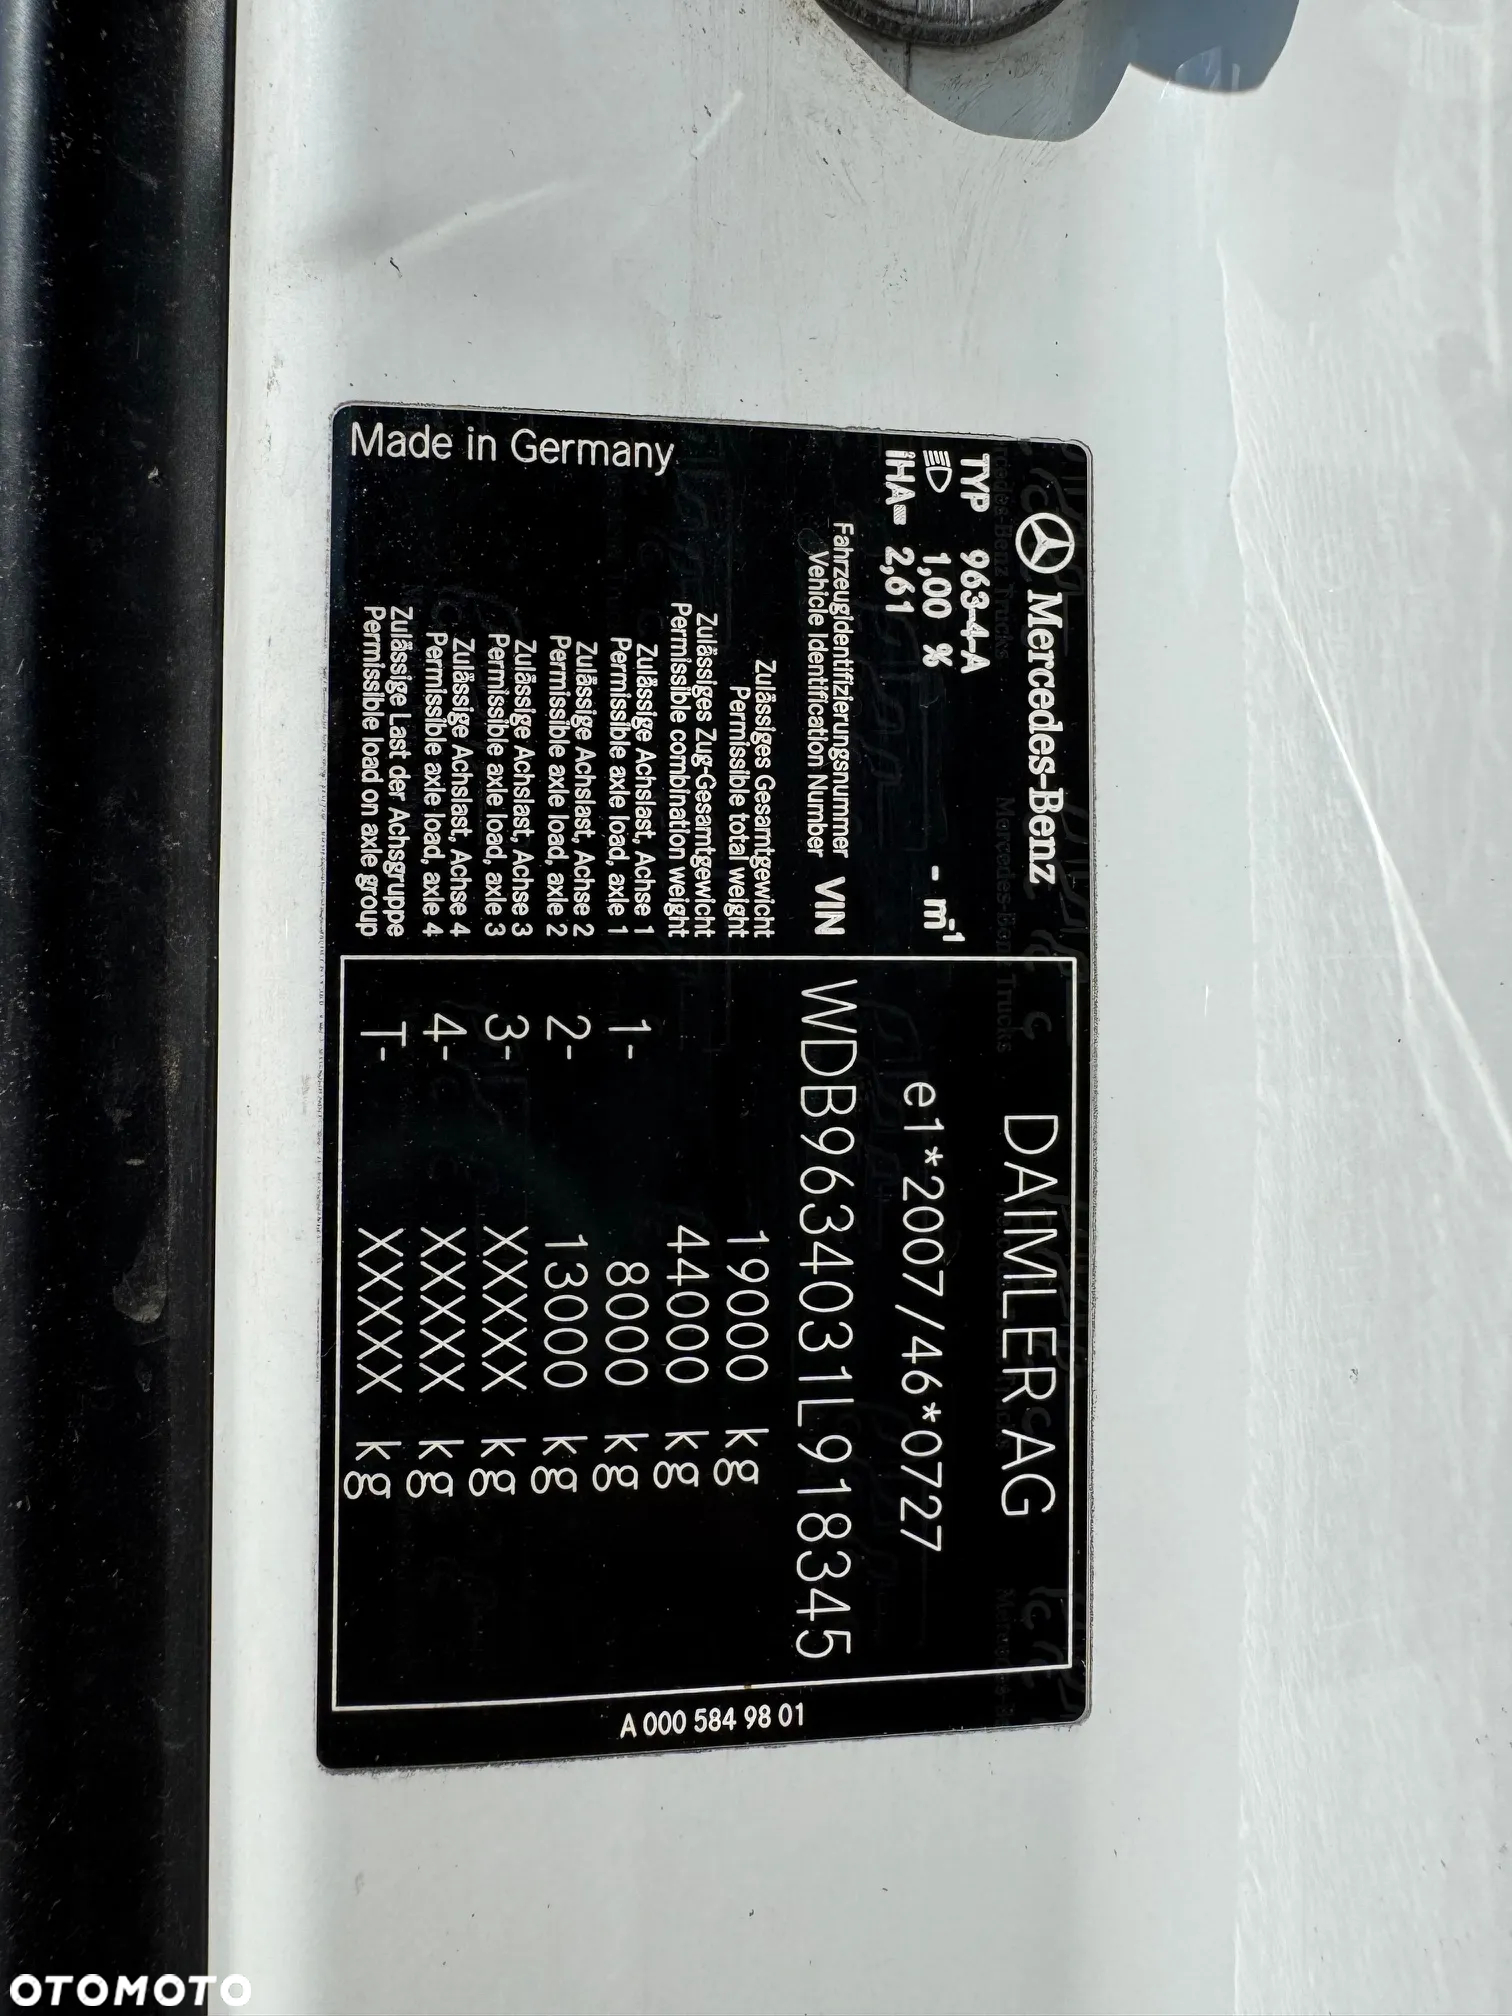 Mercedes-Benz
TYP 963-4-A
1,00 % - m⁻¹
iHA= 2,61
Fahrzeugidentifizierungsnummer
Vehicle Identification Number VIN
Zulässiges Gesamtgewicht
Permissible total weight
Zulässiges Zug-Gesamtgewicht
Permissible combination weight
Zulässige Achslast, Achse 1
Permissible axle load, axle 1
Zulässige Achslast, Achse 2
Permissible axle load, axle 2
Zulässige Achslast, Achse 3
Permissible axle load, axle 3
Zulässige Achslast, Achse 4
Permissible axle load, axle 4
Zulässige Last der Achsgruppe
Permissible load on axle group
Made in Germany
DAIMLER AG
e1*2007/46*0727
WDB9634031L918345
19000 kg
44000 kg
1- 8000 kg
2- 13000 kg
3- XXXXX kg
4- XXXXX kg
T- XXXXX kg
A 000 584 98 01
OTOMOTO